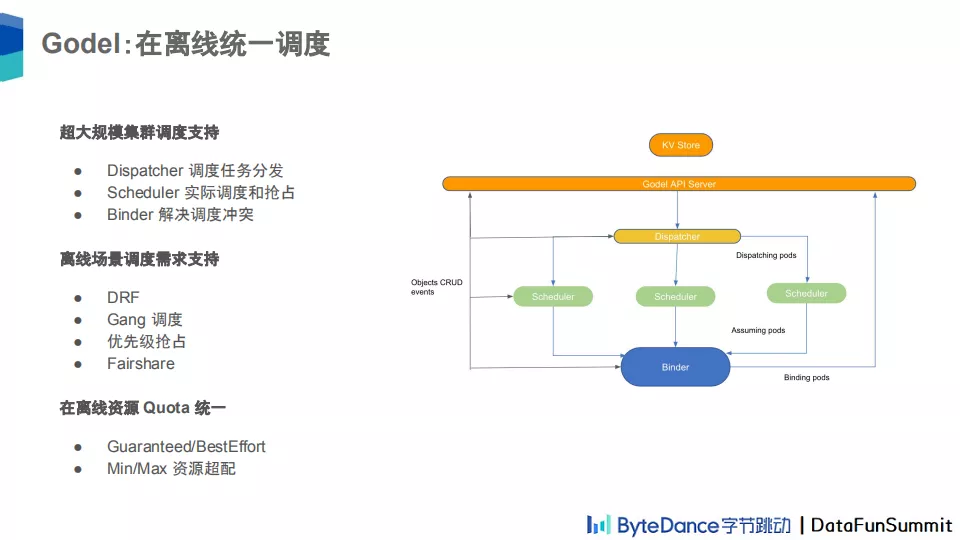 Godel：在离线统一调度
超大规模集群调度支持
● Dispatcher 调度任务分发
● Scheduler 实际调度和抢占
● Binder 解决调度冲突
离线场景调度需求支持
● DRF
● Gang 调度
● 优先级抢占
● Fairshare
在离线资源 Quota 统一
● Guaranteed/BestEffort
● Min/Max 资源超配
KV Store
Godel API Server
Dispatcher
Dispatching pods
Objects CRUD
events
Scheduler
Scheduler
Scheduler
Assuming pods
Binder
Binding pods
ByteDance字节跳动 | DataFunSummit